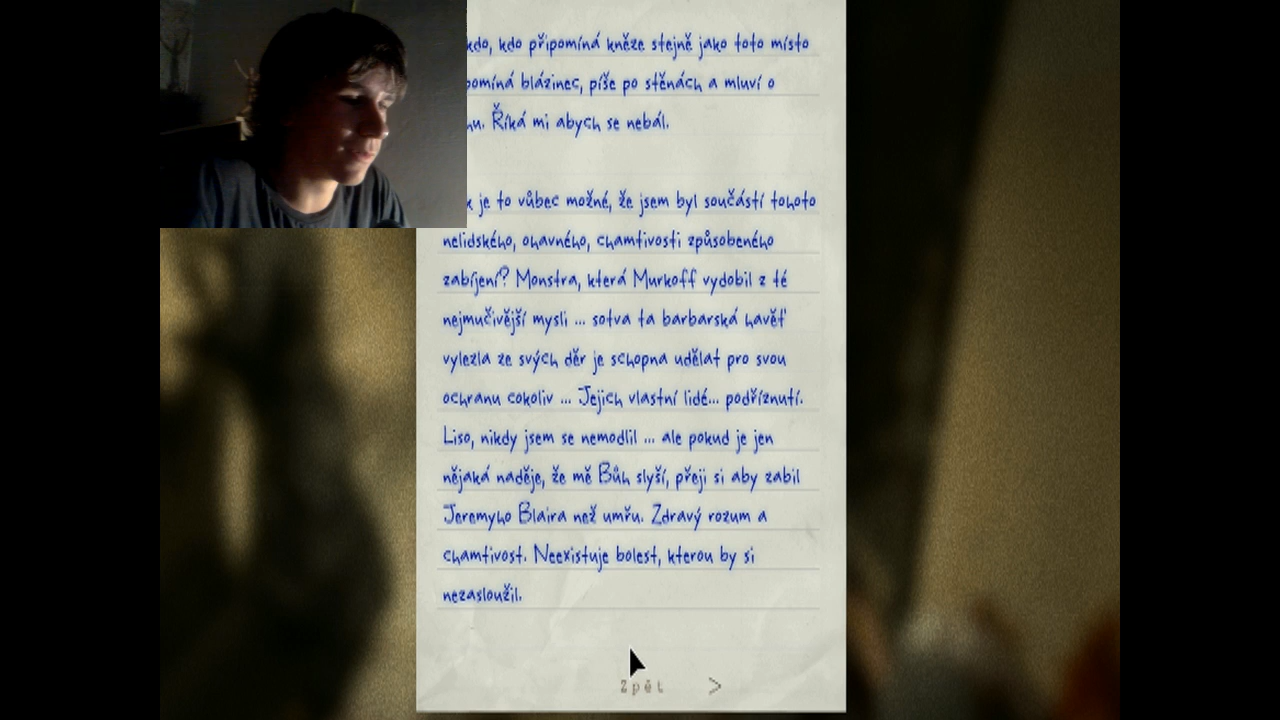 kdo, kdo připomíná kněze stejně jako toto místo
pomíná blázinec, píše po stěnách a mluví o
Říká mi abych se nebál.
je to vůbec možné, že jsem byl součástí tohoto
nelidského, ohavného, chamtivosti způsobeného
zabíjení? Monstra, která Murkoff vydobil z té
nejmučivější mysli ... sotva ta barbarská havěť
vylezla ze svých děr je schopna udělat pro svou
ochranu cokoliv ... Jejich vlastní lidé... podříznutí.
Liso, nikdy jsem se nemodlil ... ale pokud je jen
nějaká naděje, že mě Bůh slyší, přeji si aby zabil
Jeremyho Blaira než umřu. Zdravý rozum a
chamtivost. Neexistuje bolest, kterou by si
nezasloužil.
Zpět >